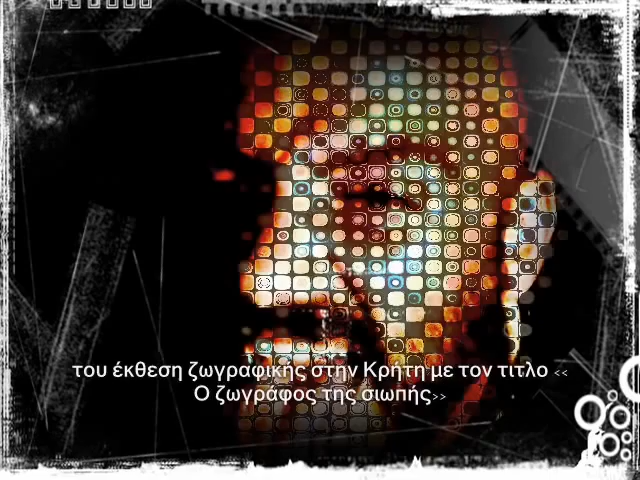 του έκθεση ζωγραφικής στην Κρήτη με τον τιτλο <<
Ο ζωγράφος της σιωπής>>